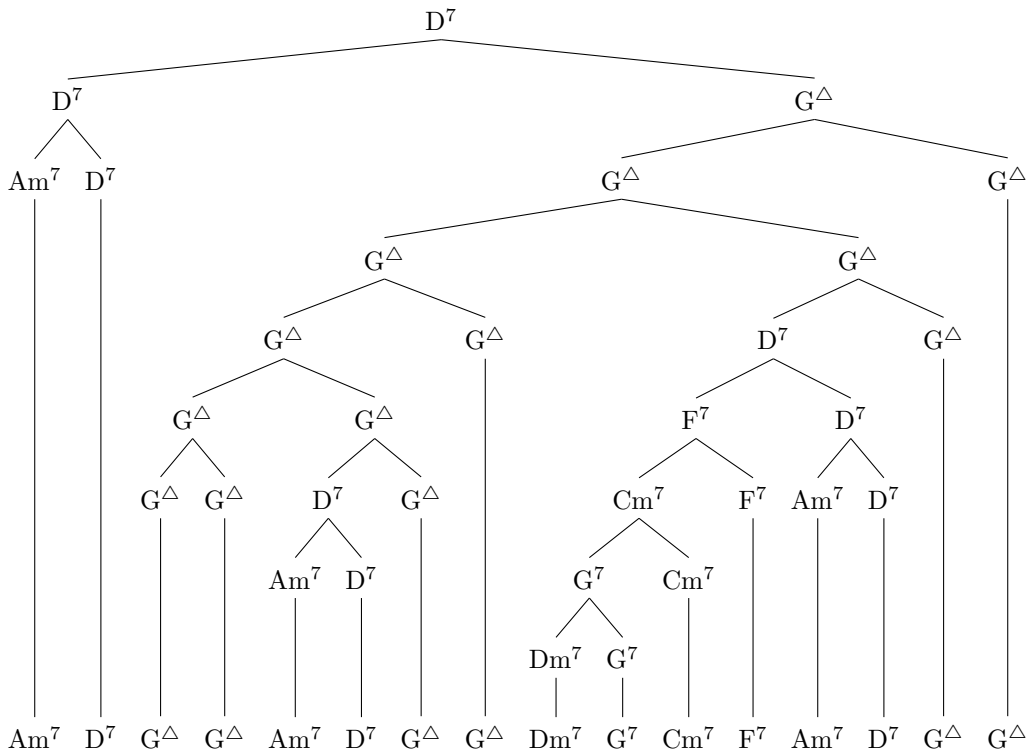 D⁷
D⁷ G△
Am⁷ D⁷ G△ G△
G△ G△
G△ G△ D⁷ G△
G△ G△ F⁷ D⁷
G△ G△ D⁷ G△ Cm⁷ F⁷ Am⁷ D⁷
Am⁷ D⁷ G⁷ Cm⁷
Dm⁷ G⁷
Am⁷ D⁷ G△ G△ Am⁷ D⁷ G△ G△ Dm⁷ G⁷ Cm⁷ F⁷ Am⁷ D⁷ G△ G△